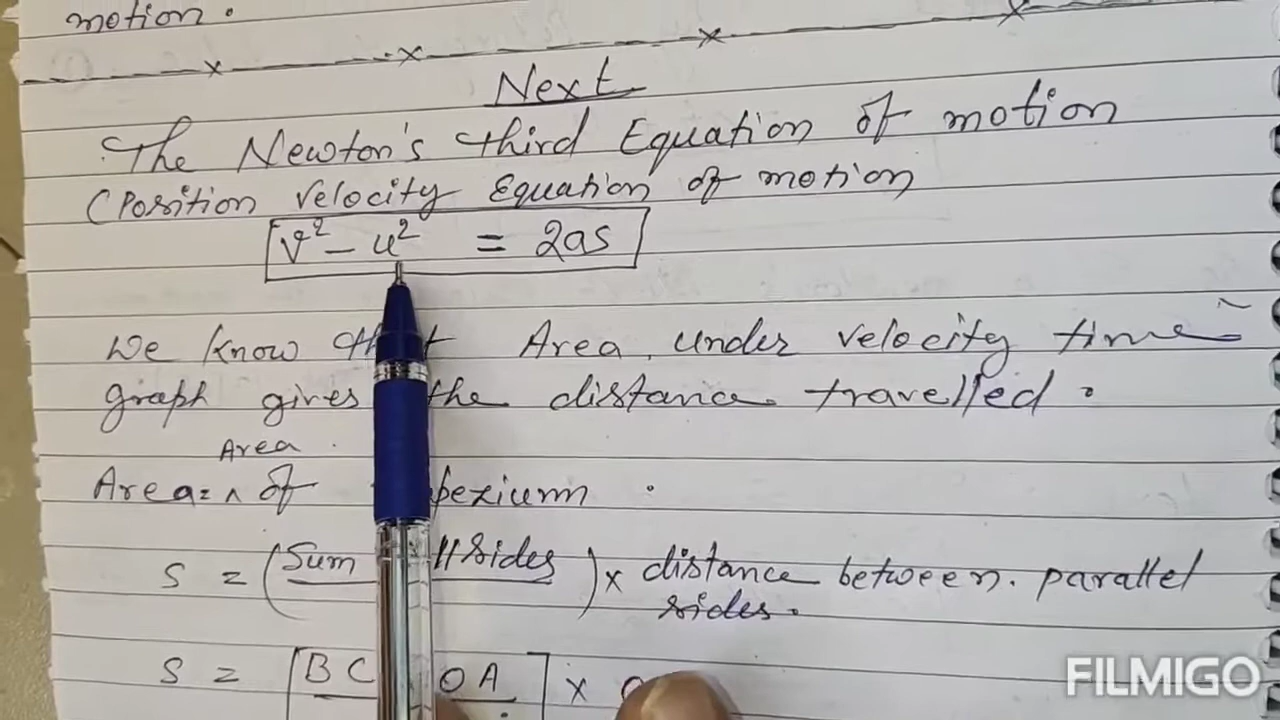 motion.
Next
The Newton's third Equation of motion
(Position velocity Equation of motion
v² - u² = 2as
We know that Area under velocity time
graph gives the distance travelled.
Area
Area = ^ of
S = (Sum || sides) × distance between parallel
sides.
S = [BC OA] ×
FILMIGO